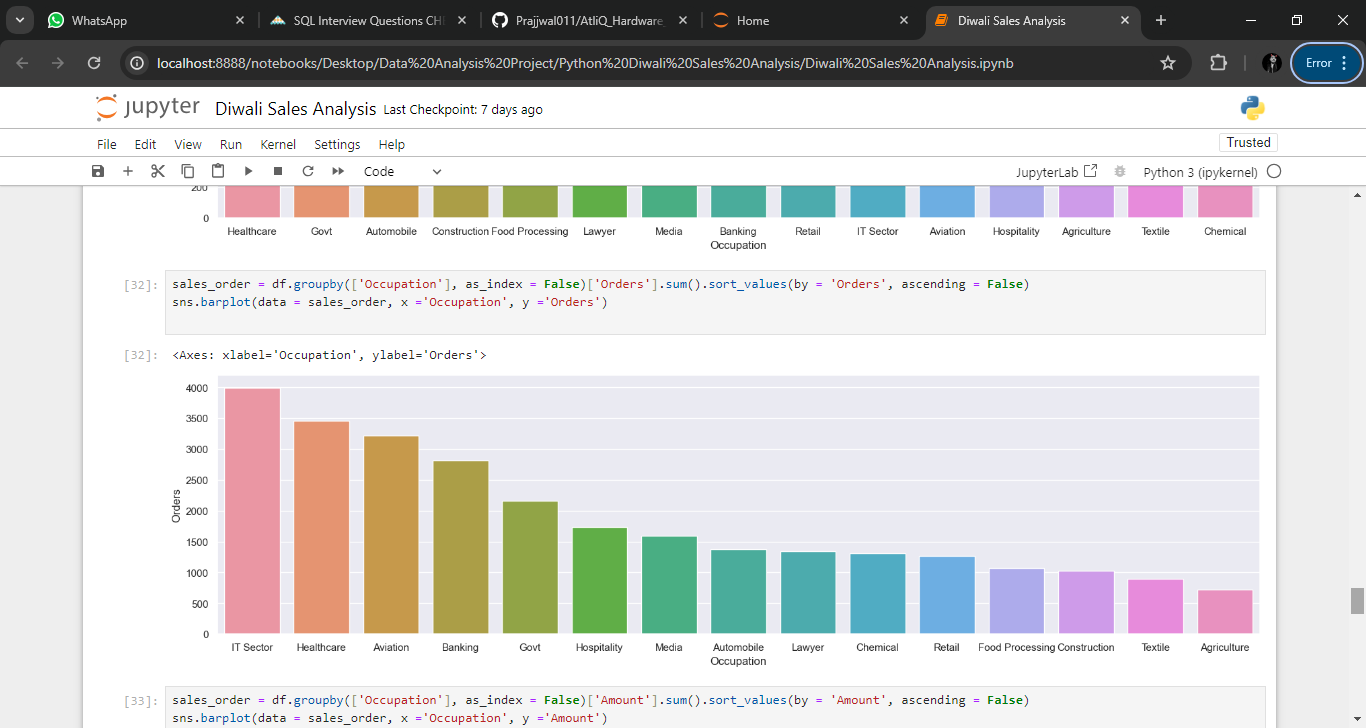 WhatsApp
SQL Interview Questions CH
Prajjwal011/AtliQ_Hardware_
Home
Diwali Sales Analysis
localhost:8888/notebooks/Desktop/Data%20Analysis%20Project/Python%20Diwali%20Sales%20Analysis/Diwali%20Sales%20Analysis.ipynb
Error
jupyter Diwali Sales Analysis Last Checkpoint: 7 days ago
File Edit View Run Kernel Settings Help
Trusted
Code
JupyterLab
Python 3 (ipykernel)
200
0
Healthcare Govt Automobile Construction Food Processing Lawyer Media Banking Retail IT Sector Aviation Hospitality Agriculture Textile Chemical
Occupation
[32]: sales_order = df.groupby(['Occupation'], as_index = False)['Orders'].sum().sort_values(by = 'Orders', ascending = False)
sns.barplot(data = sales_order, x ='Occupation', y ='Orders')
[32]: <Axes: xlabel='Occupation', ylabel='Orders'>
4000
3500
3000
2500
2000
1500
1000
500
0
Orders
IT Sector Healthcare Aviation Banking Govt Hospitality Media Automobile Lawyer Chemical Retail Food Processing Construction Textile Agriculture
Occupation
[33]: sales_order = df.groupby(['Occupation'], as_index = False)['Amount'].sum().sort_values(by = 'Amount', ascending = False)
sns.barplot(data = sales_order, x ='Occupation', y ='Amount')